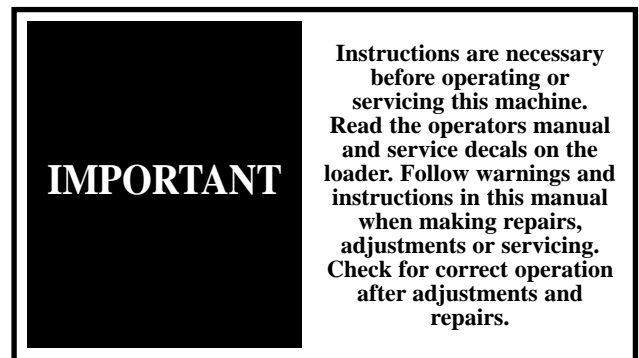 IMPORTANT
Instructions are necessary
before operating or
servicing this machine.
Read the operators manual
and service decals on the
loader. Follow warnings and
instructions in this manual
when making repairs,
adjustments or servicing.
Check for correct operation
after adjustments and
repairs.